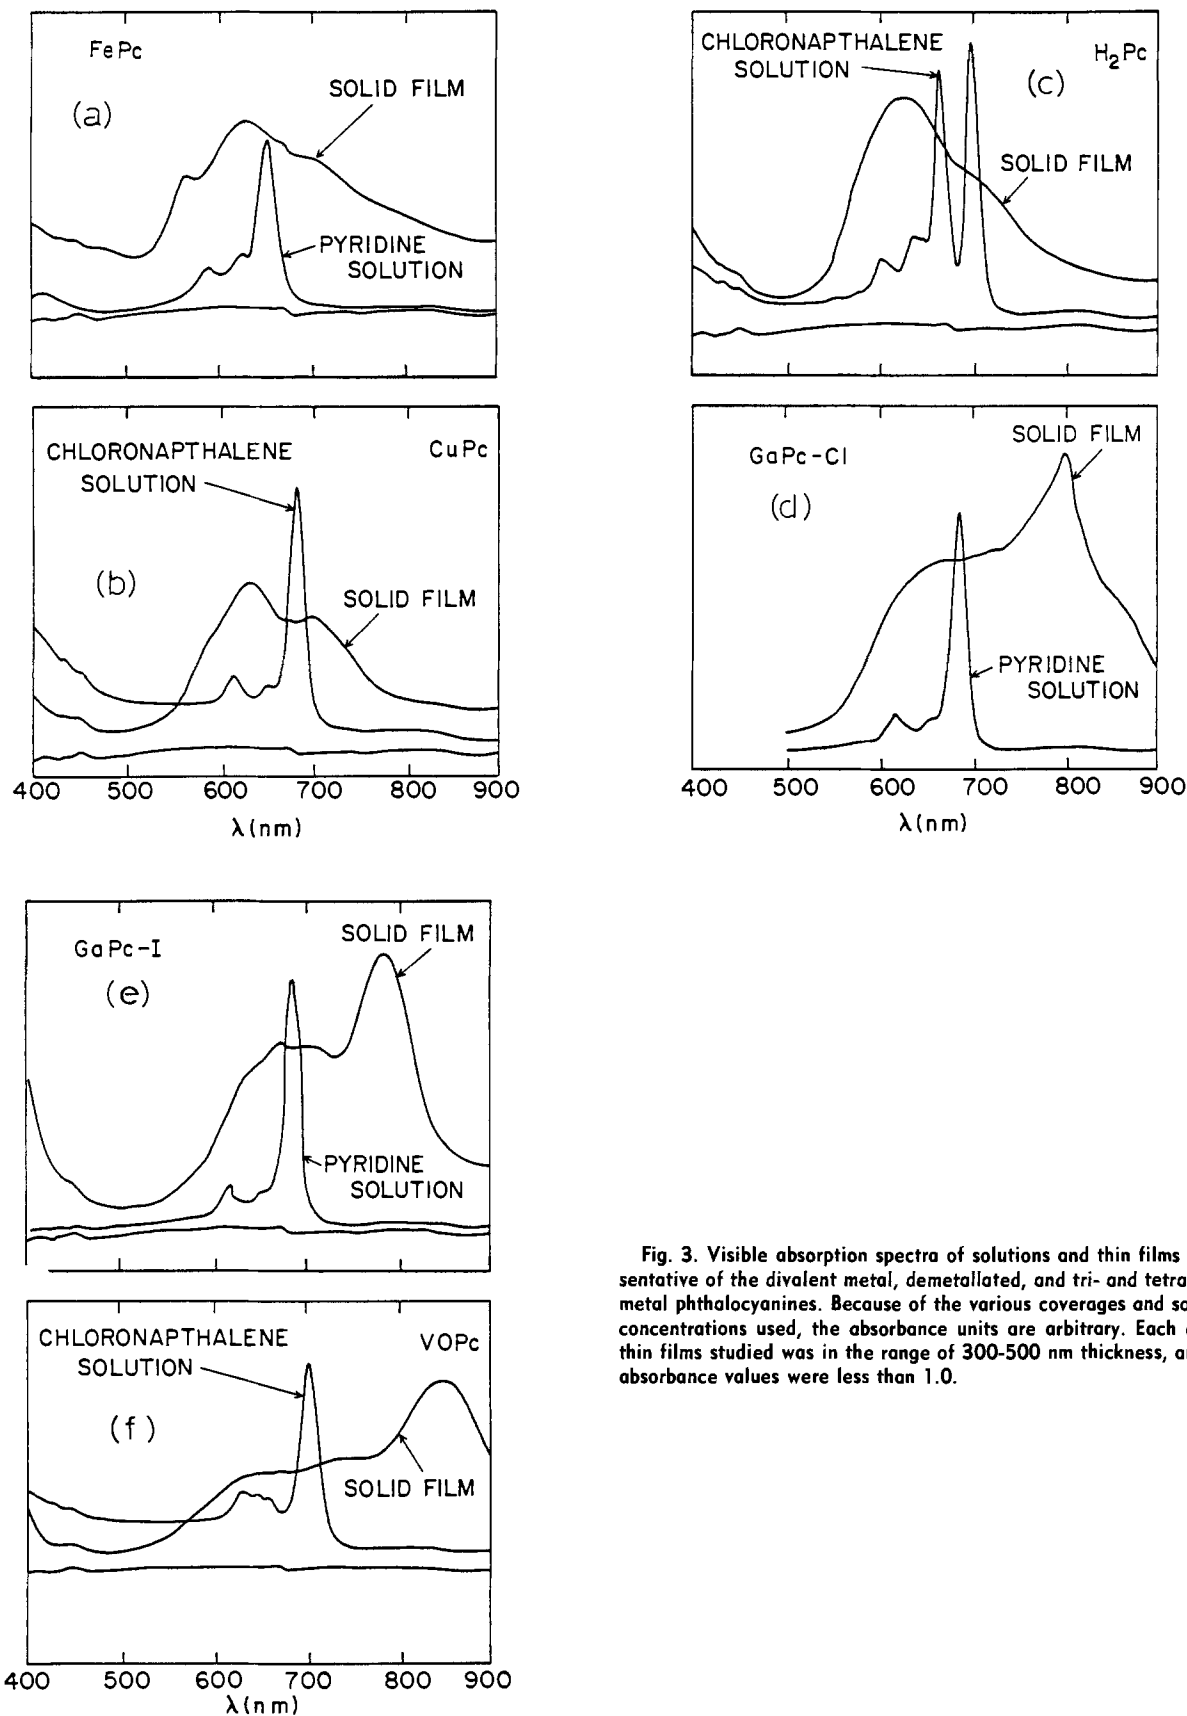 FePc
(a)
SOLID FILM
PYRIDINE
SOLUTION
CHLORONAPTHALENE
SOLUTION
H2Pc
(c)
SOLID FILM
CHLORONAPTHALENE
SOLUTION
CuPc
(b)
SOLID FILM
400 500 600 700 800 900
λ(nm)
SOLID FILM
GaPc-Cl
(d)
PYRIDINE
SOLUTION
400 500 600 700 800 900
λ(nm)
GaPc-I
(e)
SOLID FILM
PYRIDINE
SOLUTION
CHLORONAPTHALENE
SOLUTION
VOPc
(f)
SOLID FILM
400 500 600 700 800 900
λ(nm)
Fig. 3. Visible absorption spectra of solutions and thin films
sentative of the divalent metal, demetallated, and tri- and tetra
metal phthalocyanines. Because of the various coverages and so
concentrations used, the absorbance units are arbitrary. Each
thin films studied was in the range of 300-500 nm thickness, a
absorbance values were less than 1.0.